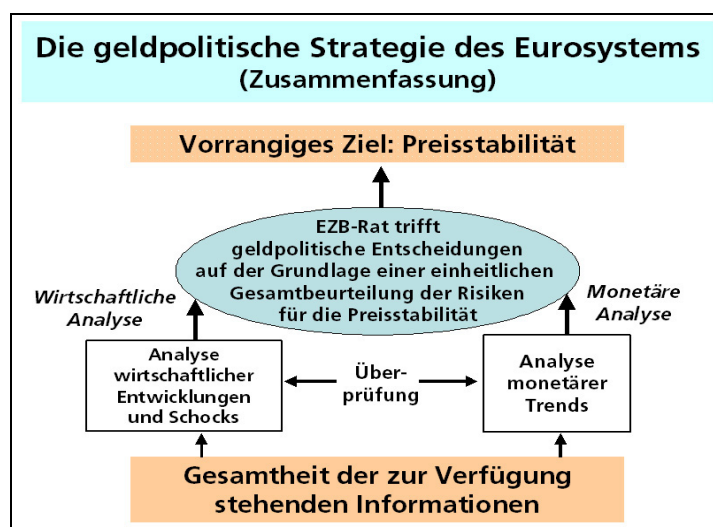 Die geldpolitische Strategie des Eurosystems
(Zusammenfassung)
Vorrangiges Ziel: Preisstabilität
EZB-Rat trifft
geldpolitische Entscheidungen
auf der Grundlage einer einheitlichen
Gesamtbeurteilung der Risiken
für die Preisstabilität
Wirtschaftliche
Analyse
Monetäre
Analyse
Analyse
wirtschaftlicher
Entwicklungen
und Schocks
Über-
prüfung
Analyse
monetärer
Trends
Gesamtheit der zur Verfügung
stehenden Informationen